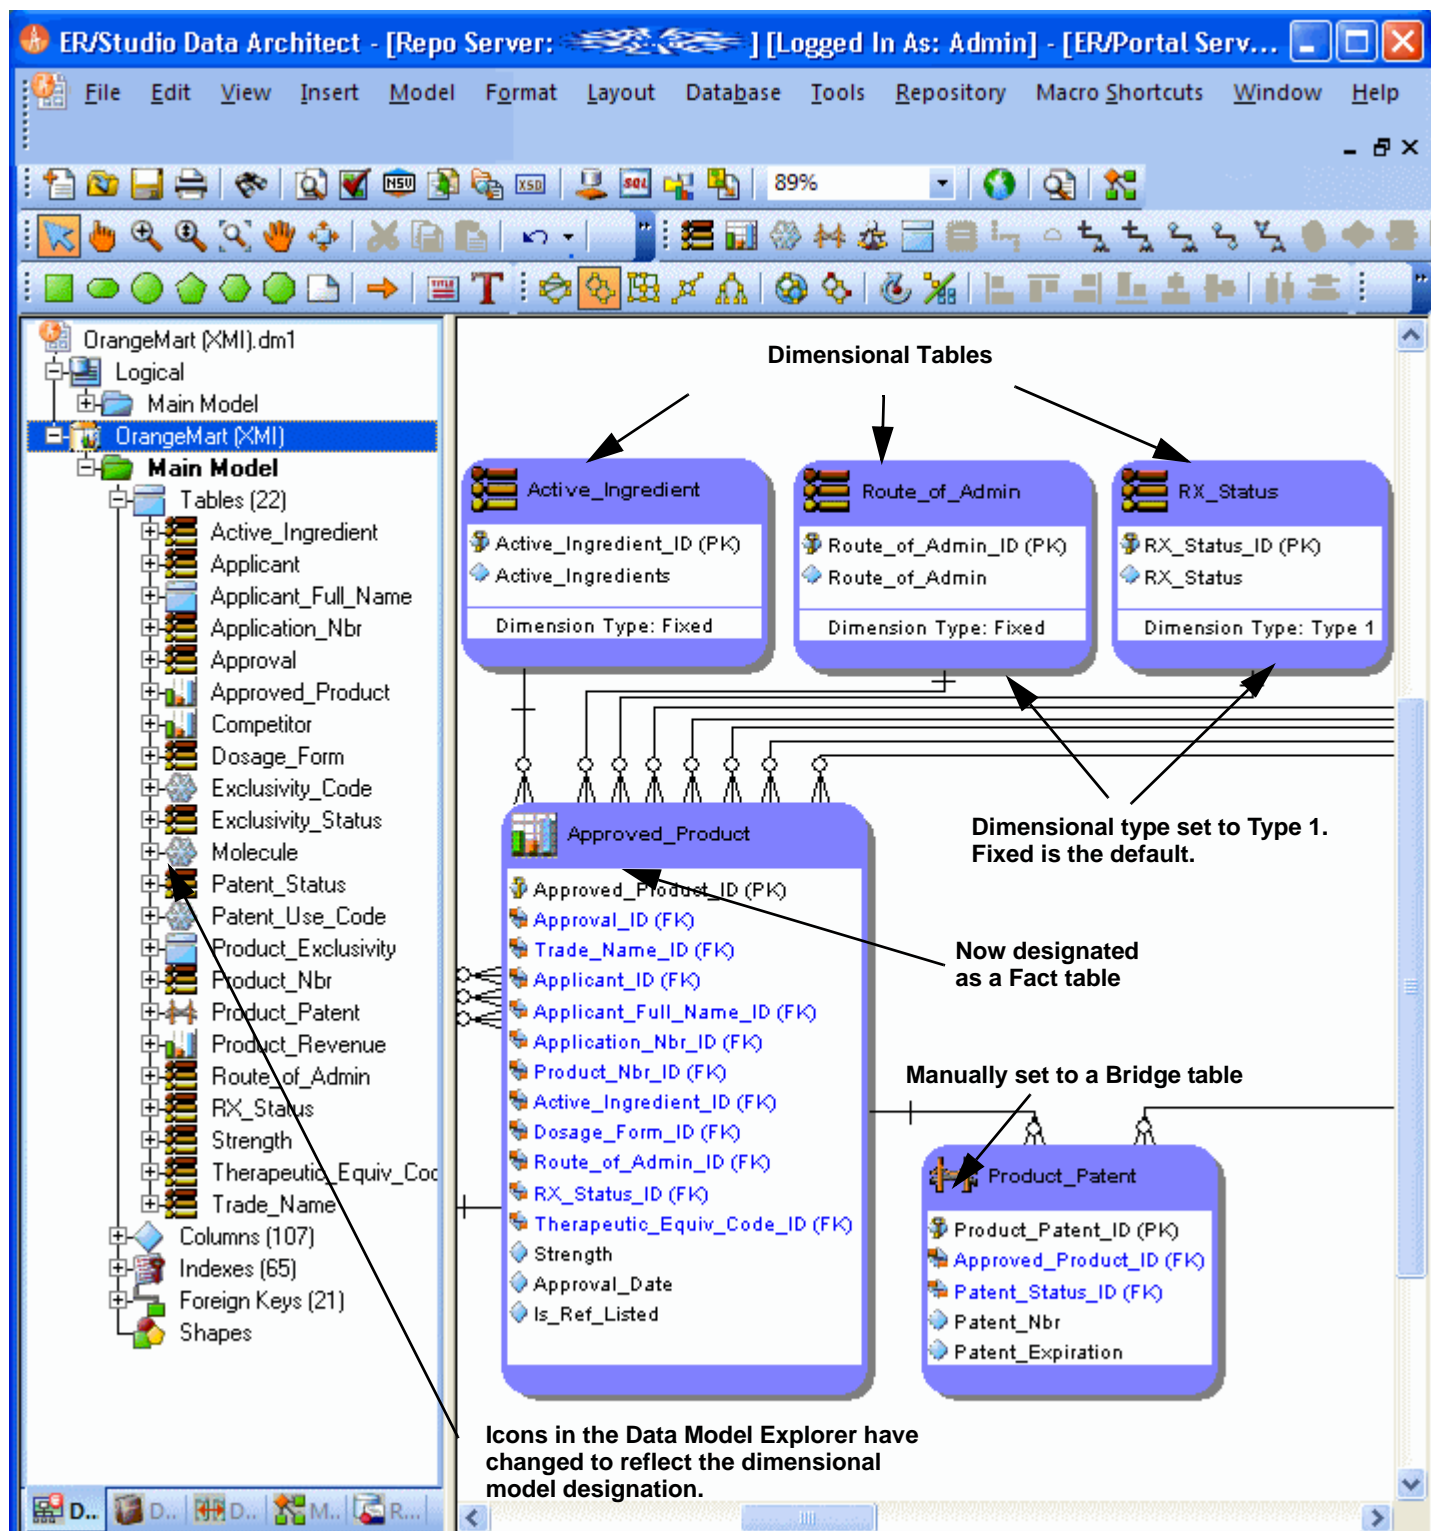 ER/Studio Data Architect - [Repo Server: ] [Logged In As: Admin] - [ER/Portal Serv...
File Edit View Insert Model Format Layout Database Tools Repository Macro Shortcuts Window Help
NSV XSD SQL 89%
TITLE T
OrangeMart (XMI).dm1
Logical
Main Model
OrangeMart (XMI)
Main Model
Tables (22)
Active_Ingredient
Applicant
Applicant_Full_Name
Application_Nbr
Approval
Approved_Product
Competitor
Dosage_Form
Exclusivity_Code
Exclusivity_Status
Molecule
Patent_Status
Patent_Use_Code
Product_Exclusivity
Product_Nbr
Product_Patent
Product_Revenue
Route_of_Admin
RX_Status
Strength
Therapeutic_Equiv_Coc
Trade_Name
Columns (107)
Indexes (65)
Foreign Keys (21)
Shapes
D.. D.. D.. M.. R...
Dimensional Tables
Active_Ingredient
Active_Ingredient_ID (PK)
Active_Ingredients
Dimension Type: Fixed
Route_of_Admin
Route_of_Admin_ID (PK)
Route_of_Admin
Dimension Type: Fixed
RX_Status
RX_Status_ID (PK)
RX_Status
Dimension Type: Type 1
Dimensional type set to Type 1.
Fixed is the default.
Approved_Product
Approved_Product_ID (PK)
Approval_ID (FK)
Trade_Name_ID (FK)
Applicant_ID (FK)
Applicant_Full_Name_ID (FK)
Application_Nbr_ID (FK)
Product_Nbr_ID (FK)
Active_Ingredient_ID (FK)
Dosage_Form_ID (FK)
Route_of_Admin_ID (FK)
RX_Status_ID (FK)
Therapeutic_Equiv_Code_ID (FK)
Strength
Approval_Date
Is_Ref_Listed
Now designated
as a Fact table
Manually set to a Bridge table
Product_Patent
Product_Patent_ID (PK)
Approved_Product_ID (FK)
Patent_Status_ID (FK)
Patent_Nbr
Patent_Expiration
Icons in the Data Model Explorer have
changed to reflect the dimensional
model designation.